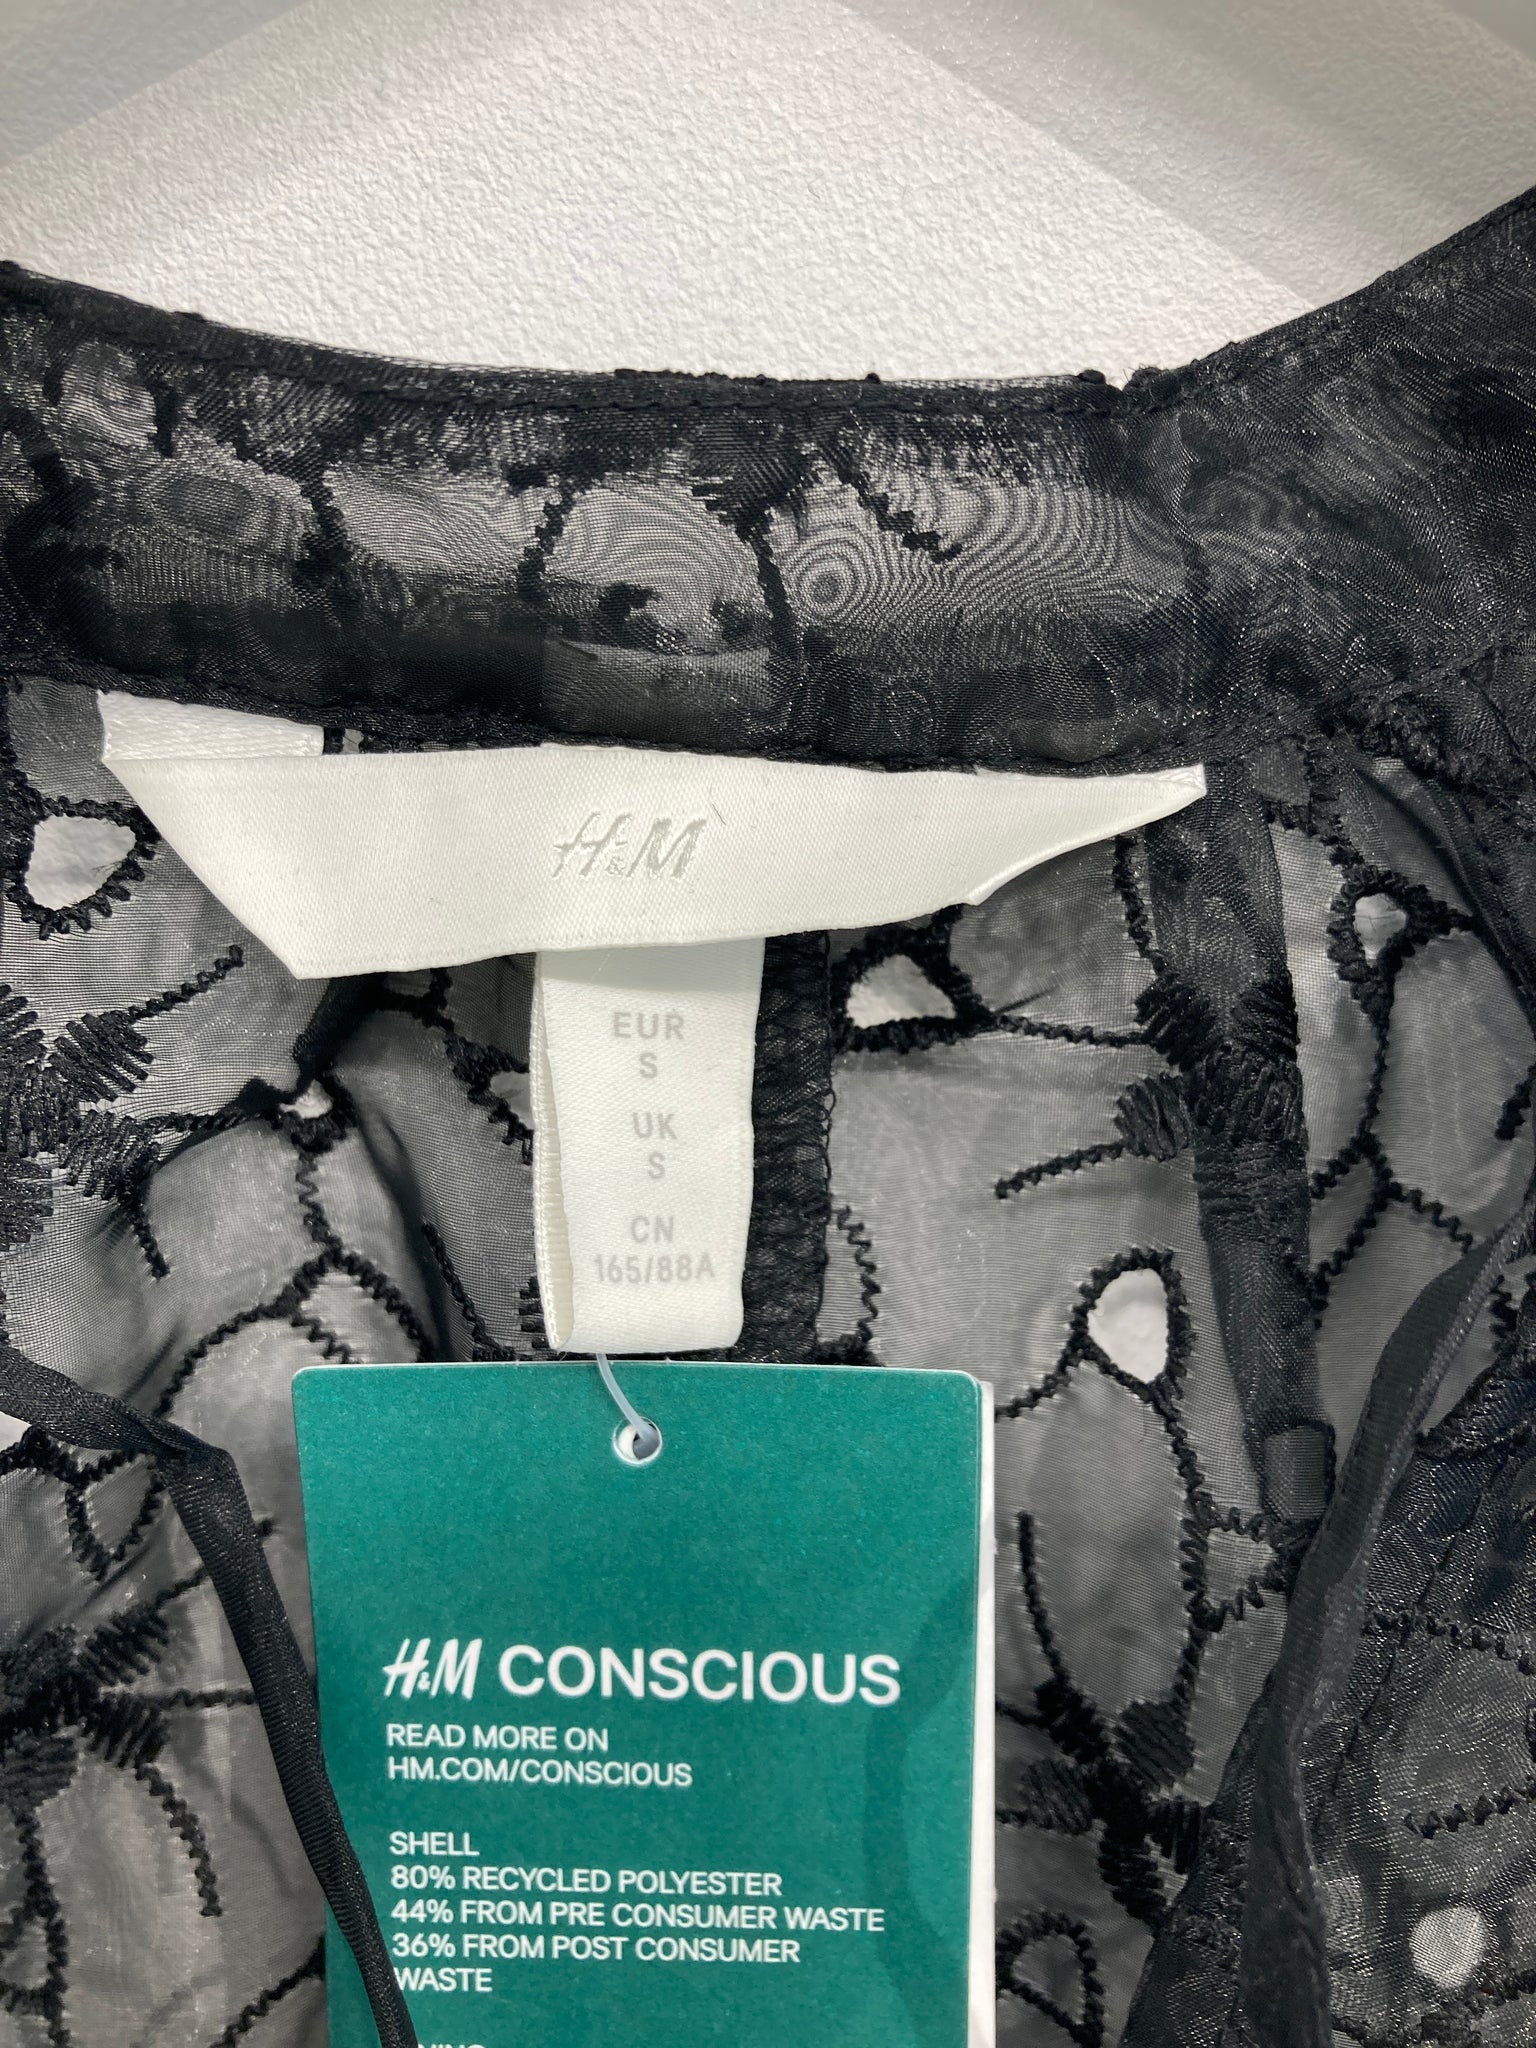 H&M
EUR
S
UK
S
CN
165/88A
H&M CONSCIOUS
READ MORE ON
HM.COM/CONSCIOUS
SHELL
80% RECYCLED POLYESTER
44% FROM PRE CONSUMER WASTE
36% FROM POST CONSUMER
WASTE